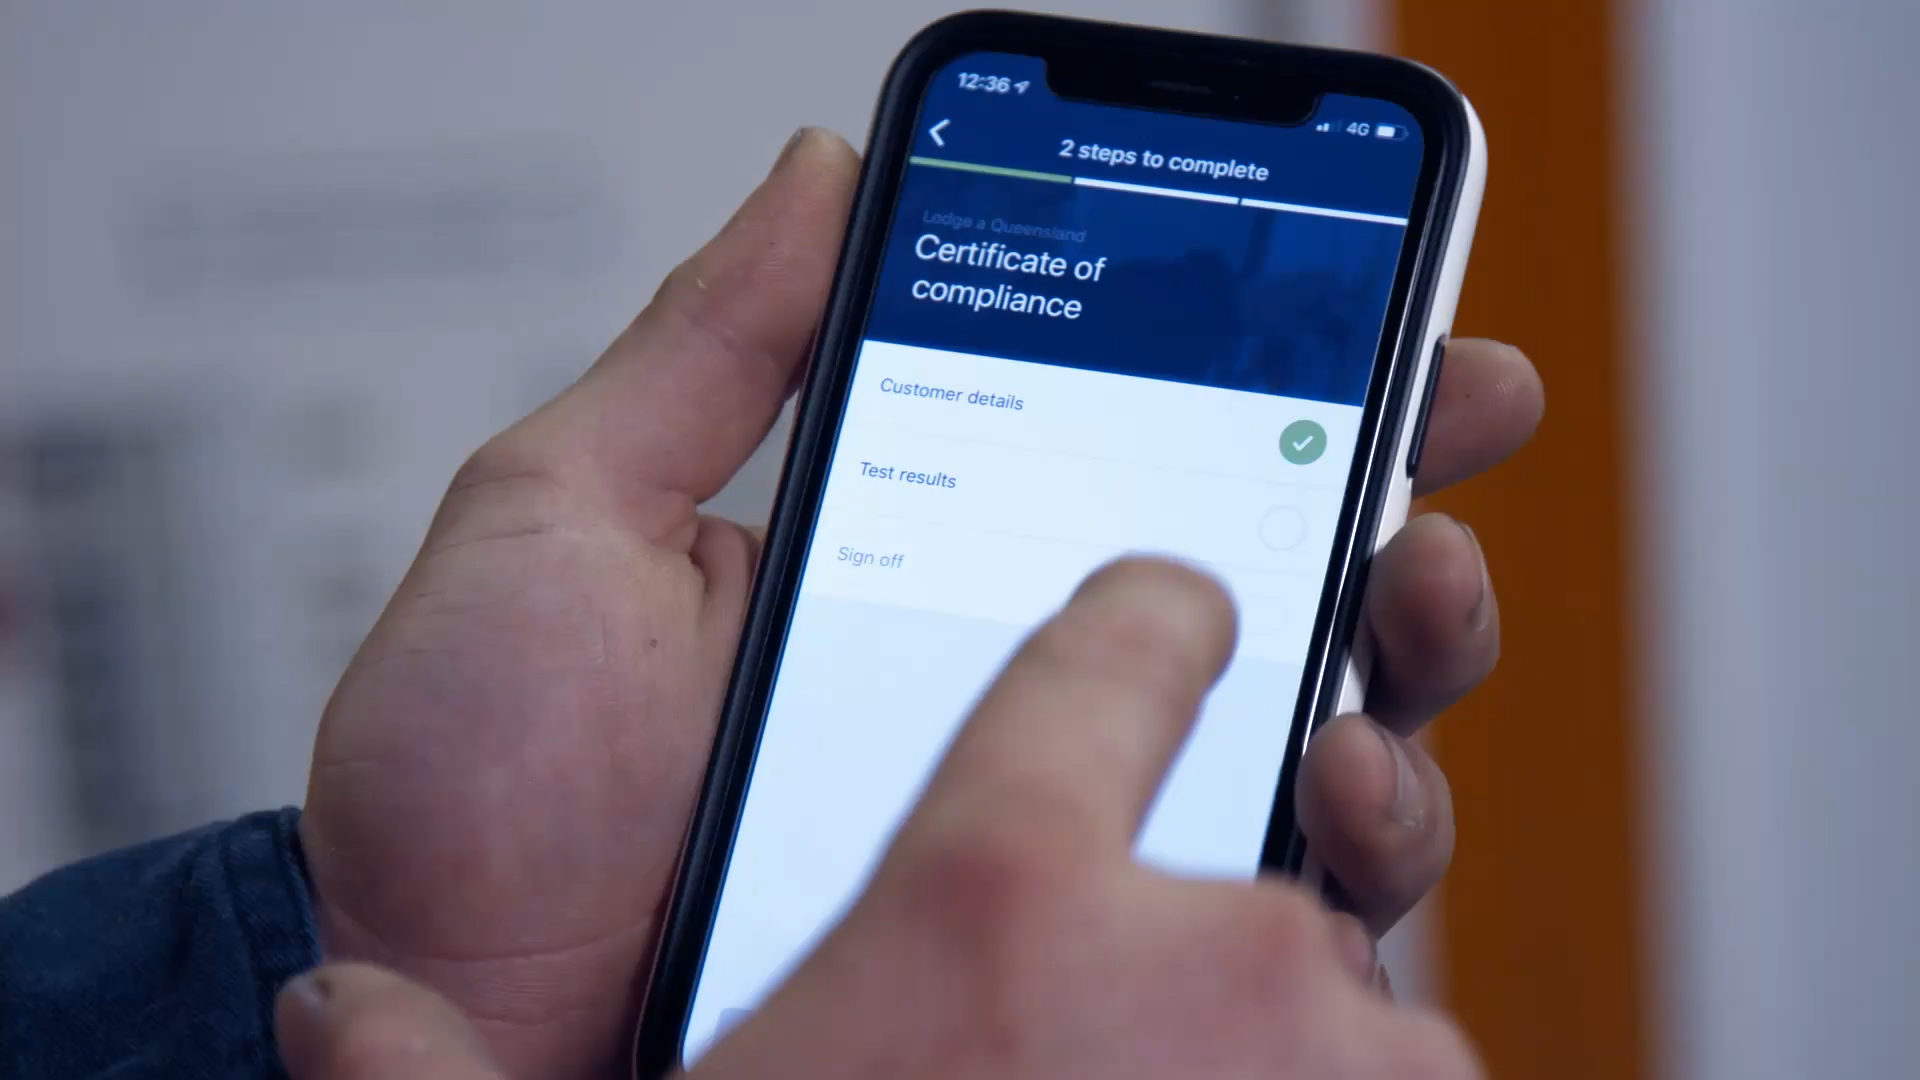 12:36
4G
2 steps to complete
Lodge a Queensland
Certificate of
compliance
Customer details
Test results
Sign off